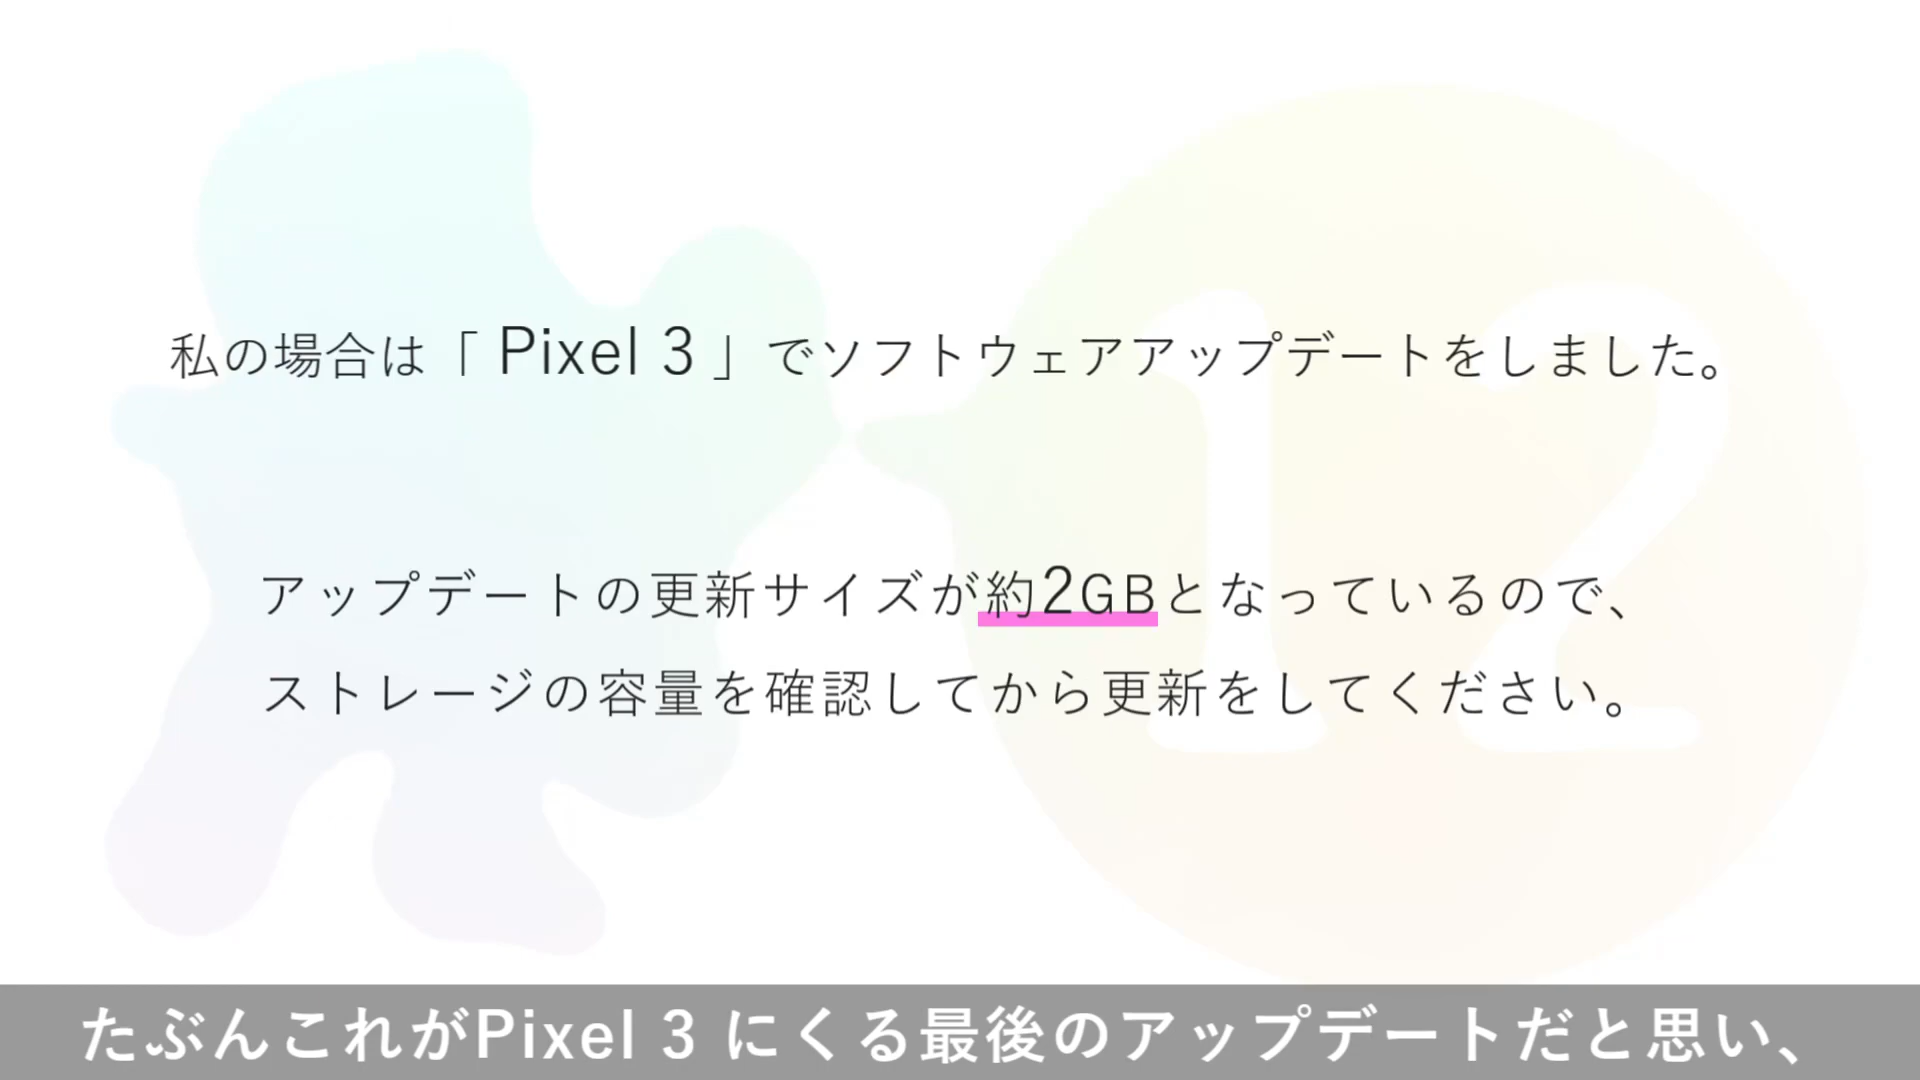 私の場合は「 Pixel 3 」でソフトウェアアップデートをしました。
12
アップデートの更新サイズが約2GBとなっているので、
ストレージの容量を確認してから更新をしてください。
たぶんこれがPixel 3 にくる最後のアップデートだと思い、